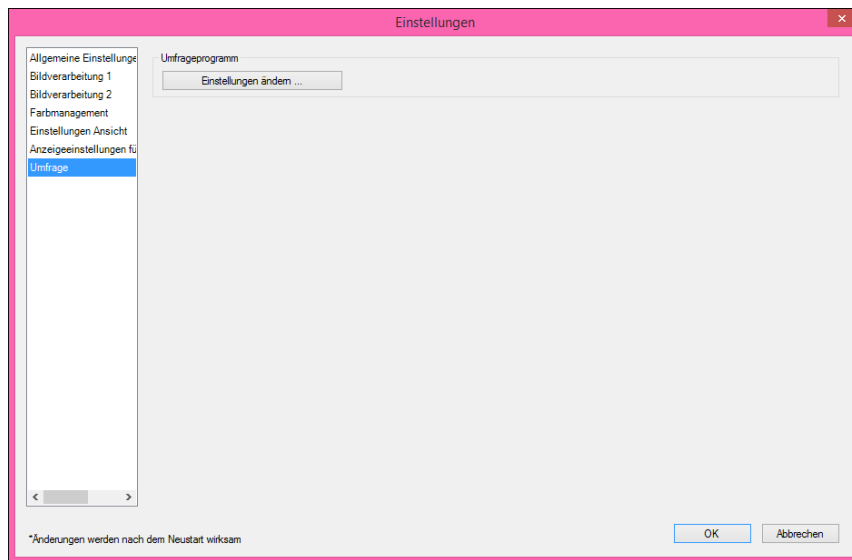 Einstellungen
Allgemeine Einstellunge
Bildverarbeitung 1
Bildverarbeitung 2
Farbmanagement
Einstellungen Ansicht
Anzeigeeinstellungen fü
Umfrage
Umfrageprogramm
Einstellungen ändern ...
*Änderungen werden nach dem Neustart wirksam
OK
Abbrechen